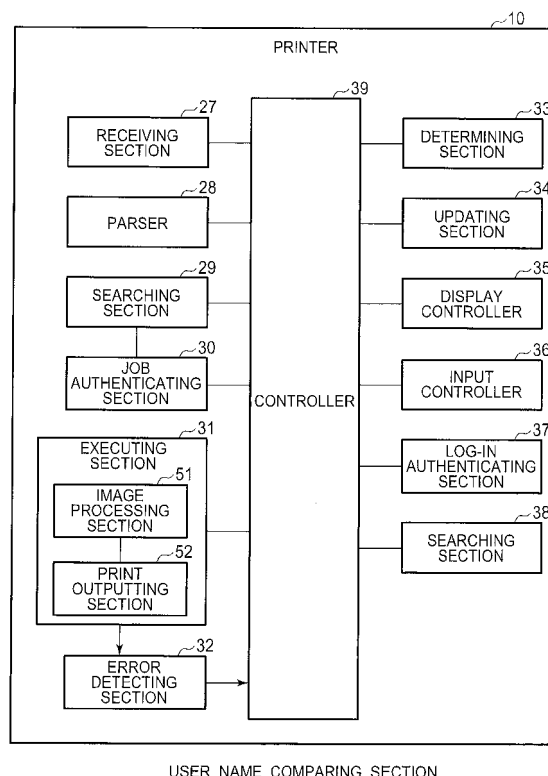 10
PRINTER
39
27
RECEIVING
SECTION
28
PARSER
29
SEARCHING
SECTION
30
JOB
AUTHENTICATING
SECTION
31
EXECUTING
SECTION
51
IMAGE
PROCESSING
SECTION
52
PRINT
OUTPUTTING
SECTION
32
ERROR
DETECTING
SECTION
CONTROLLER
33
DETERMINING
SECTION
34
UPDATING
SECTION
35
DISPLAY
CONTROLLER
36
INPUT
CONTROLLER
37
LOG-IN
AUTHENTICATING
SECTION
38
SEARCHING
SECTION
USER NAME COMPARING SECTION